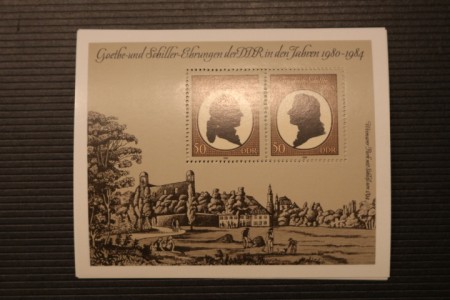 Goethe-und Schiller-Ehrungen der DDR in den Jahren 1980-1984
50 DDR
50 DDR